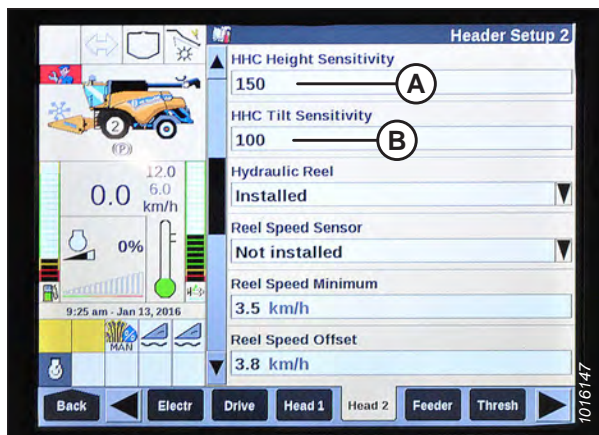 Header Setup 2
HHC Height Sensitivity
150
A
HHC Tilt Sensitivity
100
B
Hydraulic Reel
Installed
Reel Speed Sensor
Not installed
Reel Speed Minimum
3.5 km/h
Reel Speed Offset
3.8 km/h
2
(P)
12.0
0.0 6.0
km/h
0%
9:25 am - Jan 13, 2016
MAN
Back Electr Drive Head 1 Head 2 Feeder Thresh
1016147